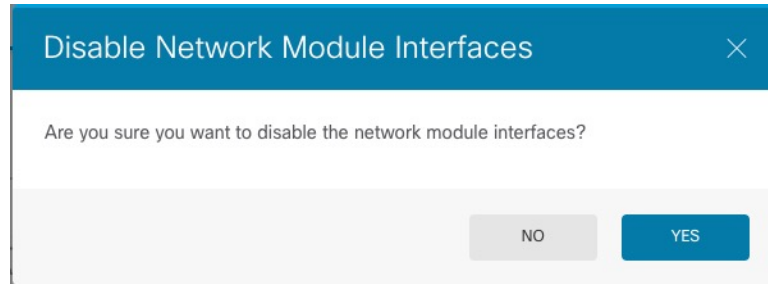 Disable Network Module Interfaces
Are you sure you want to disable the network module interfaces?
NO
YES